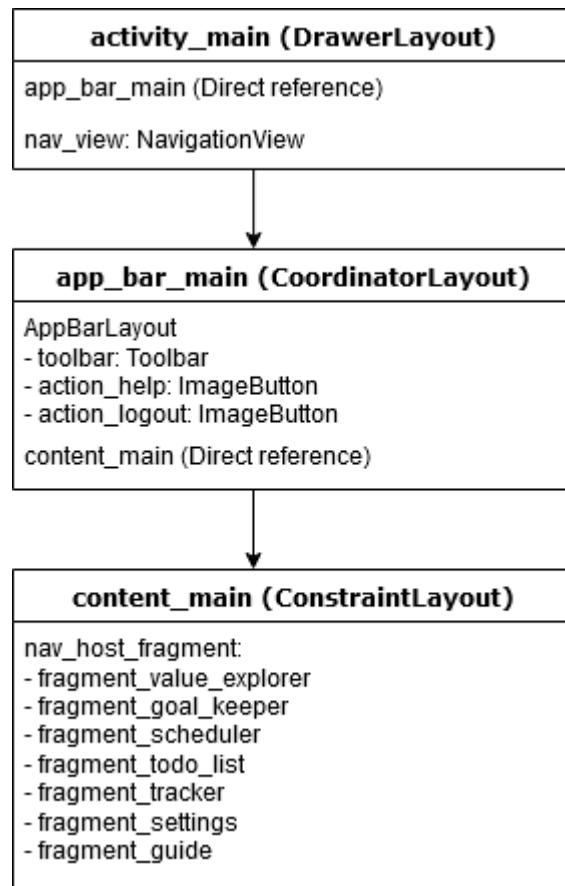 activity_main (DrawerLayout)
app_bar_main (Direct reference)
nav_view: NavigationView
app_bar_main (CoordinatorLayout)
AppBarLayout
- toolbar: Toolbar
- action_help: ImageButton
- action_logout: ImageButton
content_main (Direct reference)
content_main (ConstraintLayout)
nav_host_fragment:
- fragment_value_explorer
- fragment_goal_keeper
- fragment_scheduler
- fragment_todo_list
- fragment_tracker
- fragment_settings
- fragment_guide